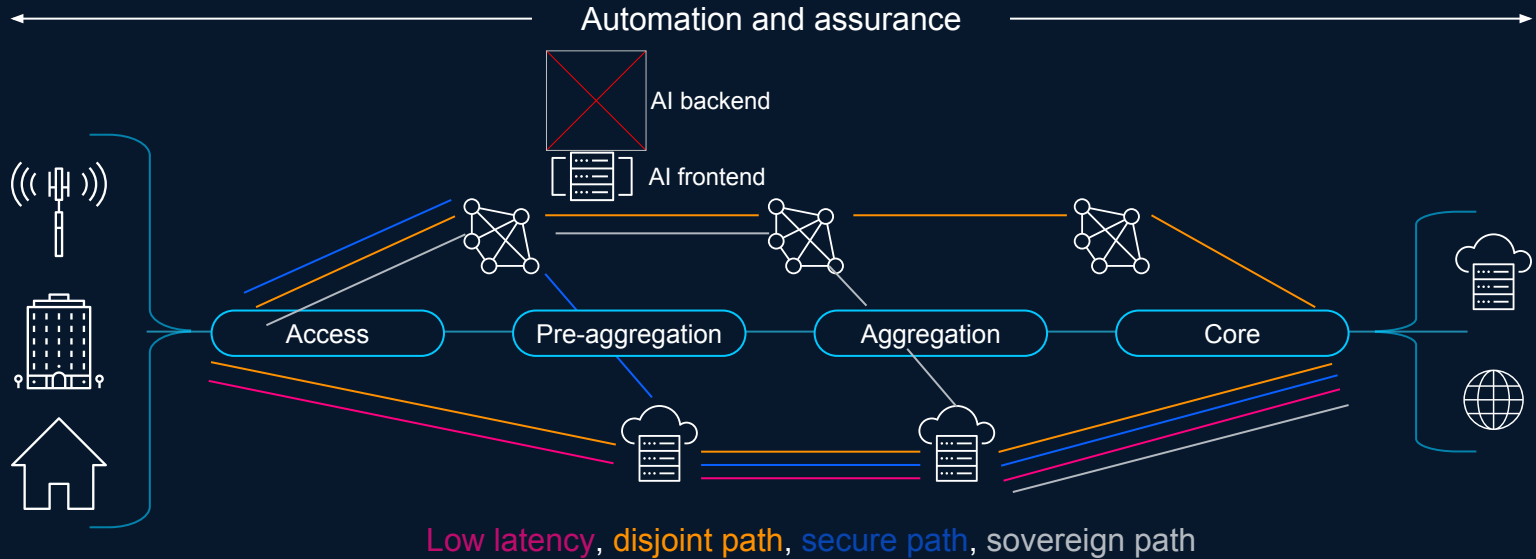 Automation and assurance
AI backend
AI frontend
Access
Pre-aggregation
Aggregation
Core
Low latency, disjoint path, secure path, sovereign path